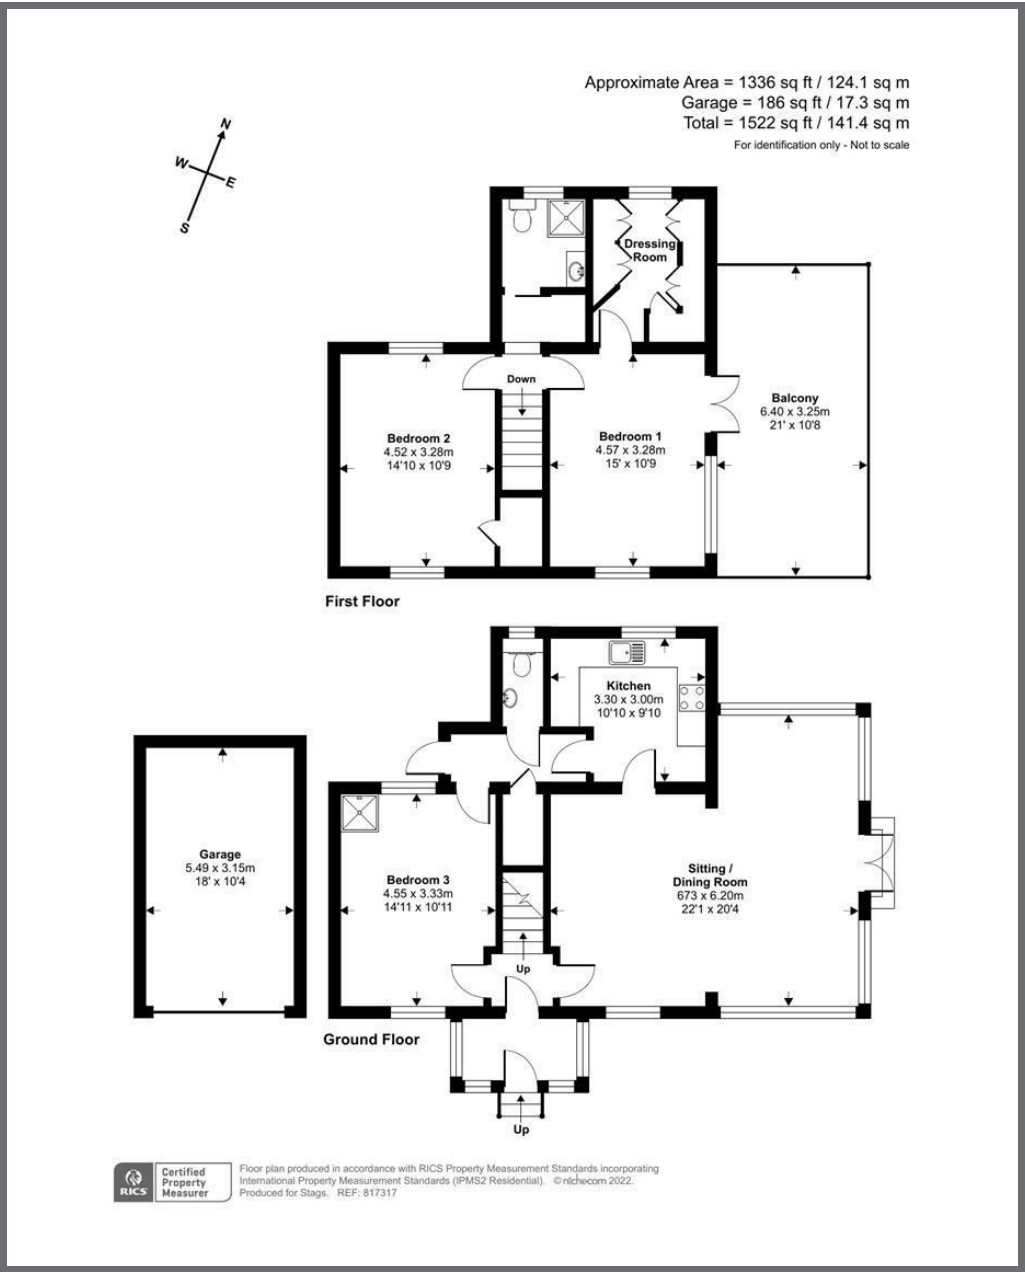 Approximate Area = 1336 sq ft / 124.1 sq m
Garage = 186 sq ft / 17.3 sq m
Total = 1522 sq ft / 141.4 sq m
For identification only - Not to scale
N
W
E
S
Dressing
Room
Down
Balcony
6.40 x 3.25m
21' x 10'8
Bedroom 2
4.52 x 3.28m
14'10 x 10'9
Bedroom 1
4.57 x 3.28m
15' x 10'9
First Floor
Kitchen
3.30 x 3.00m
10'10 x 9'10
Garage
5.49 x 3.15m
18' x 10'4
Bedroom 3
4.55 x 3.33m
14'11 x 10'11
Sitting /
Dining Room
673 x 6.20m
22'1 x 20'4
Up
Ground Floor
Up
RICS
Certified
Property
Measurer
Floor plan produced in accordance with RICS Property Measurement Standards incorporating
International Property Measurement Standards (IPMS2 Residential). © nichecom 2022.
Produced for Stags. REF: 817317